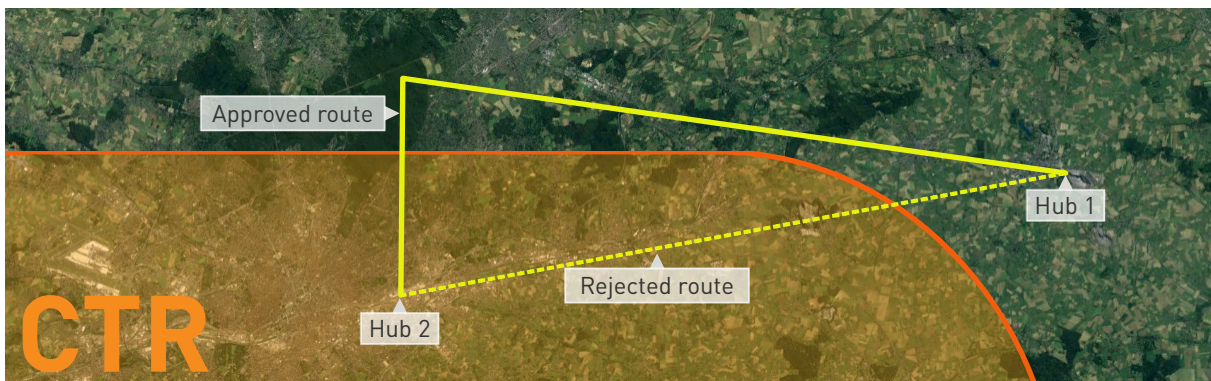 Approved route
Hub 1
Rejected route
Hub 2
CTR